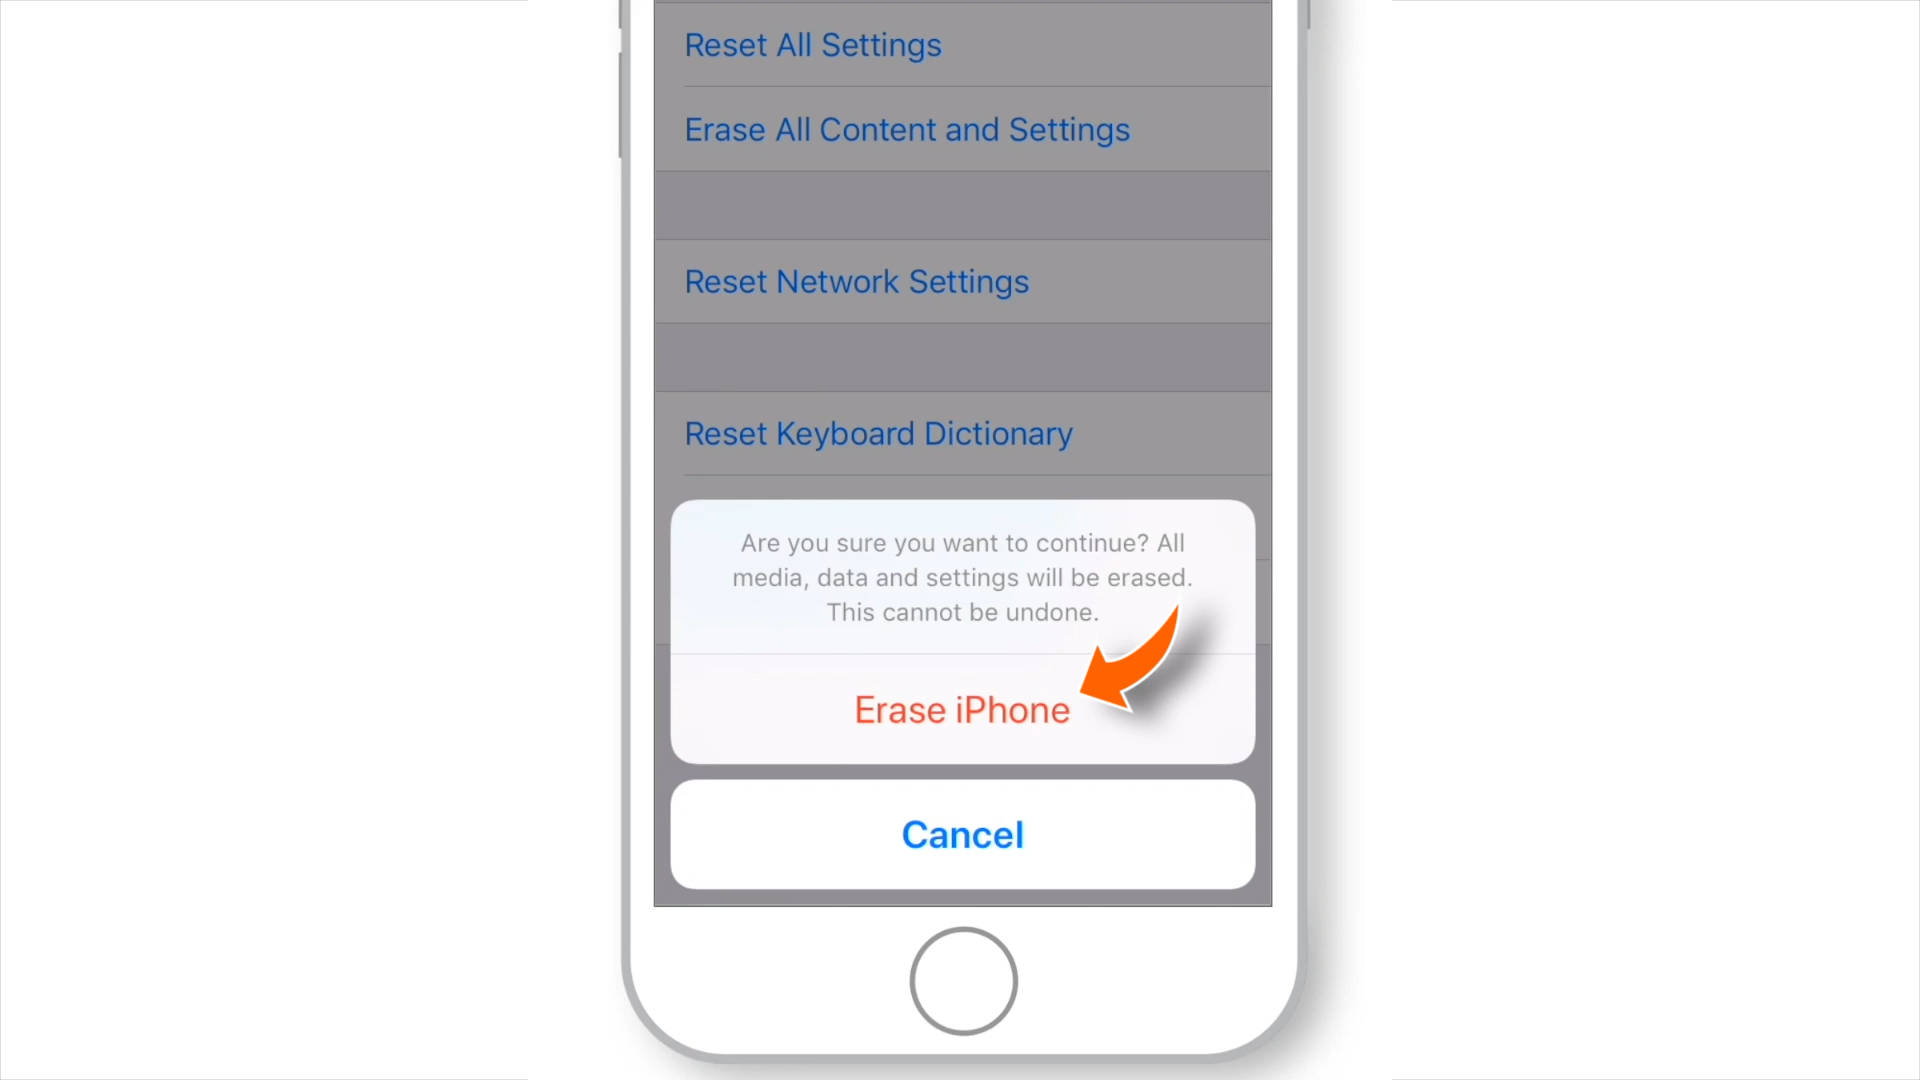 Reset All Settings
Erase All Content and Settings
Reset Network Settings
Reset Keyboard Dictionary
Are you sure you want to continue? All
media, data and settings will be erased.
This cannot be undone.
Erase iPhone
Cancel